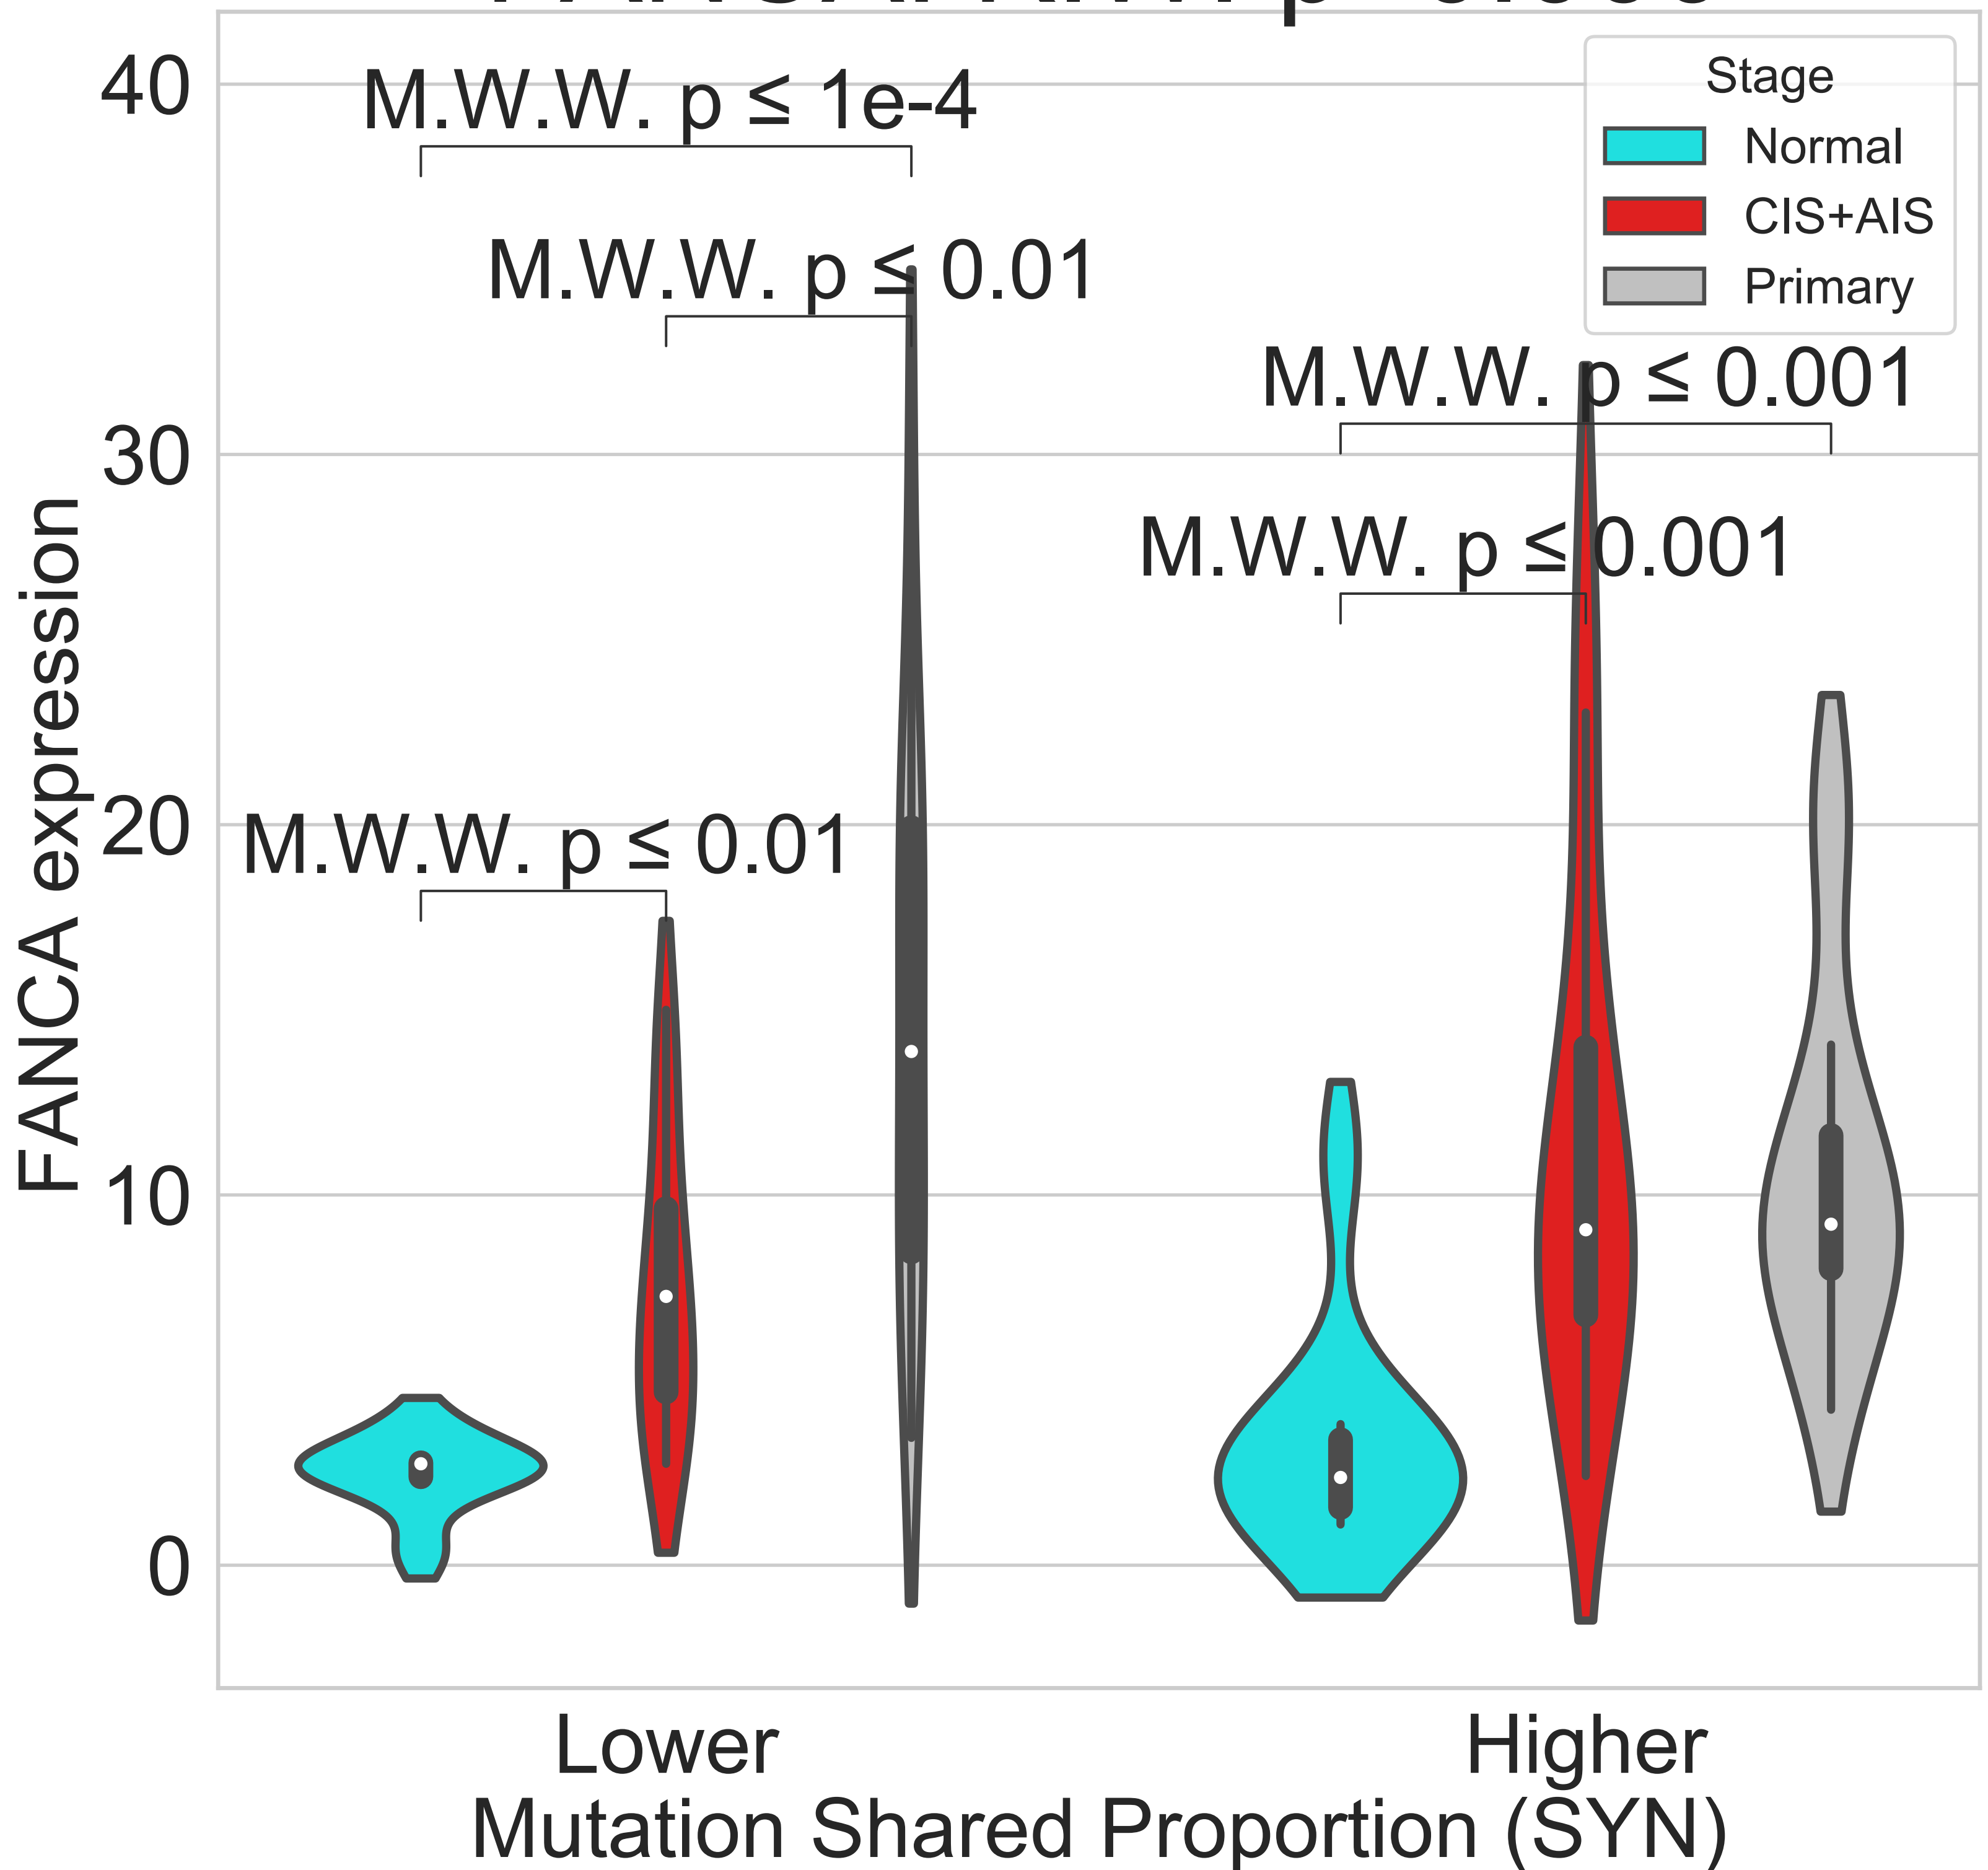 40
30
20
10
0
FANCA expression
M.W.W. p ≤ 1e-4
M.W.W. p ≤ 0.01
M.W.W. p ≤ 0.01
M.W.W. p ≤ 0.001
M.W.W. p ≤ 0.001
Stage
Normal
CIS+AIS
Primary
Lower
Higher
Mutation Shared Proportion (SYN)